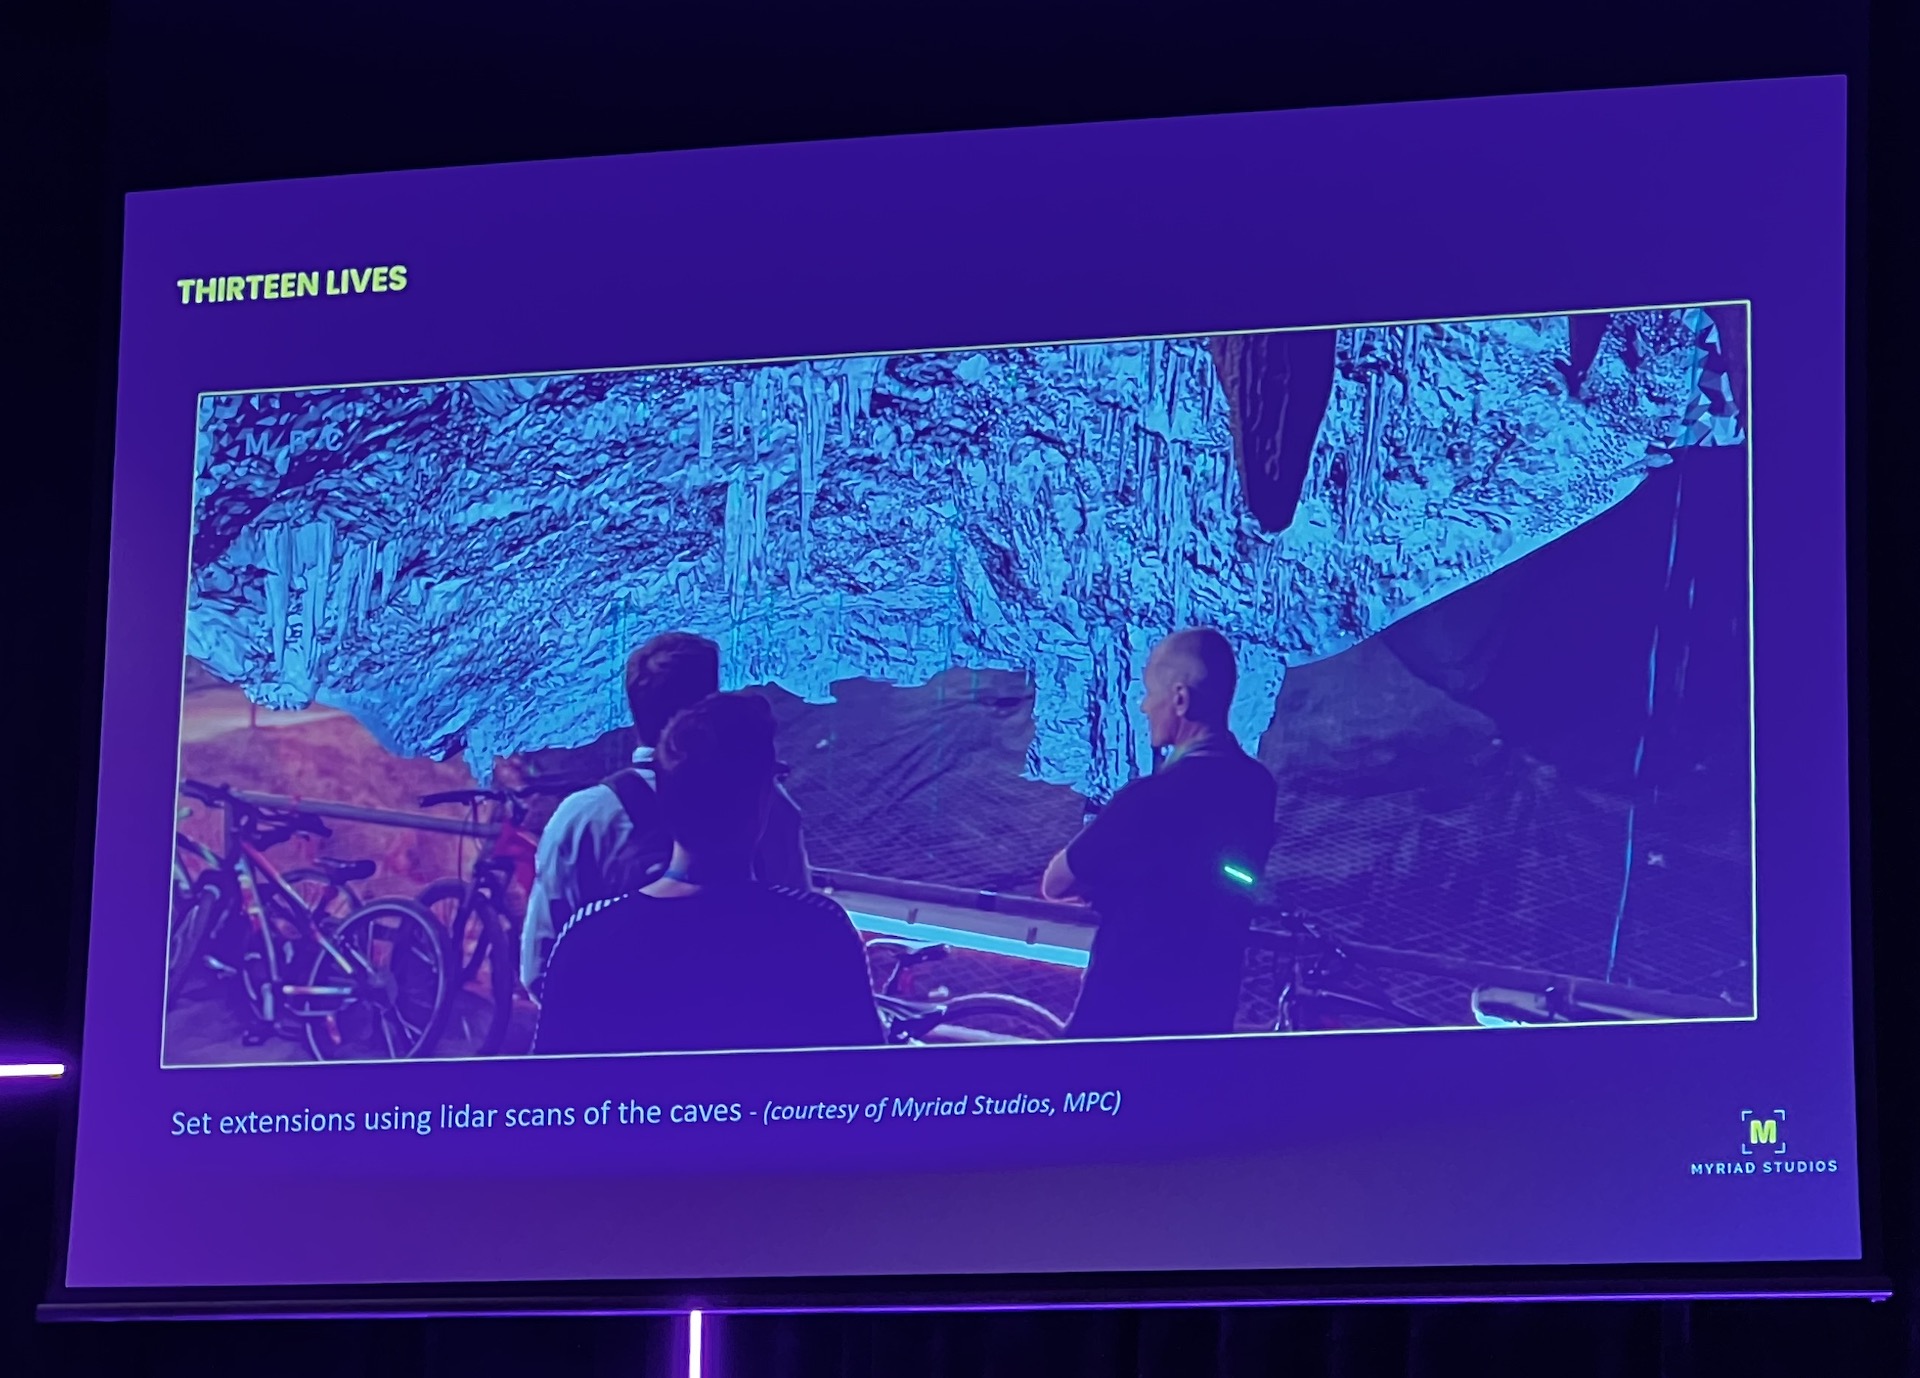 THIRTEEN LIVES
MPC
Set extensions using lidar scans of the caves - (courtesy of Myriad Studios, MPC)
M
MYRIAD STUDIOS